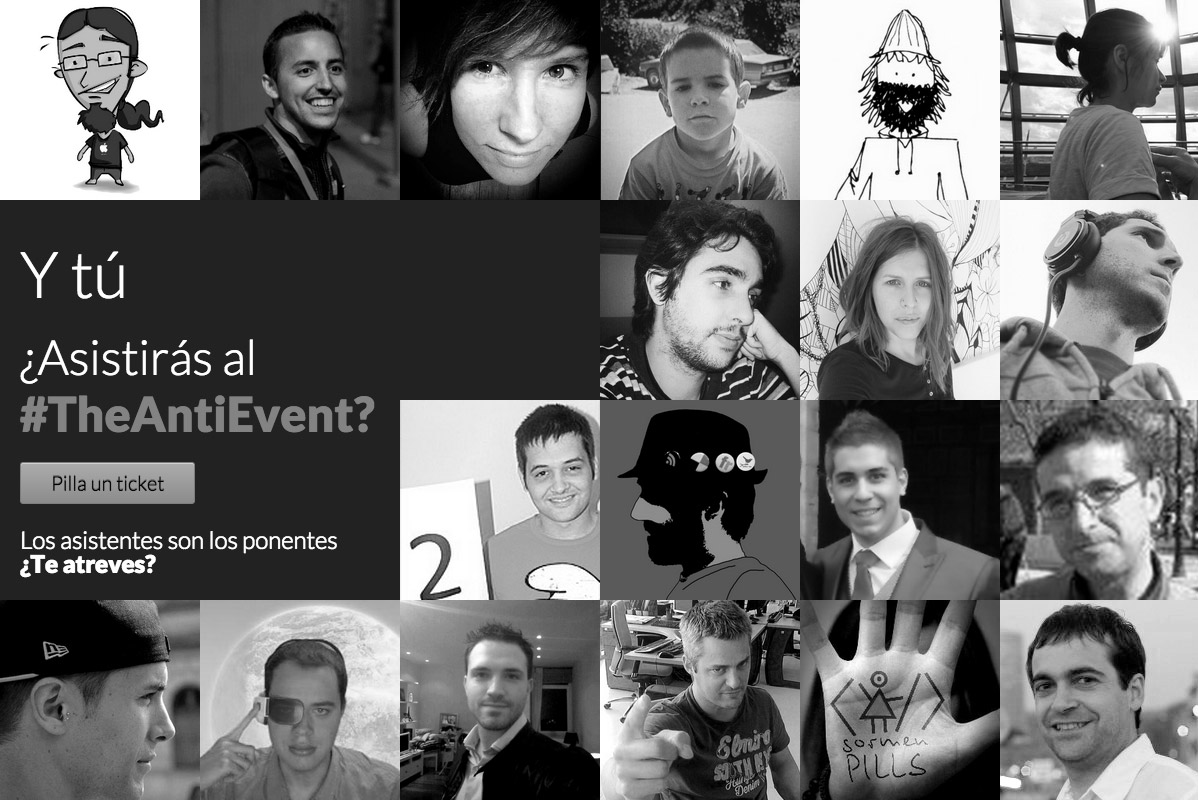 Y tú
¿Asistirás al
#TheAntiEvent?
Pilla un ticket
Los asistentes son los ponentes
¿Te atreves?
2
</>
sormen
PILLS